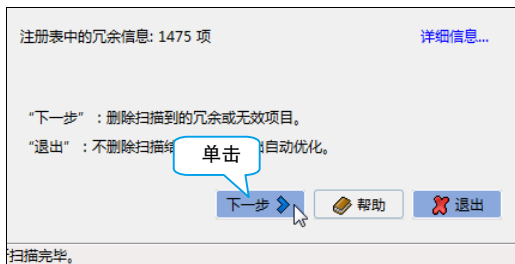 注册表中的冗余信息: 1475 项 详细信息...
“下一步”：删除扫描到的冗余或无效项目。
“退出”：不删除扫描 出自动优化。
单击
下一步 帮助 退出
扫描完毕。